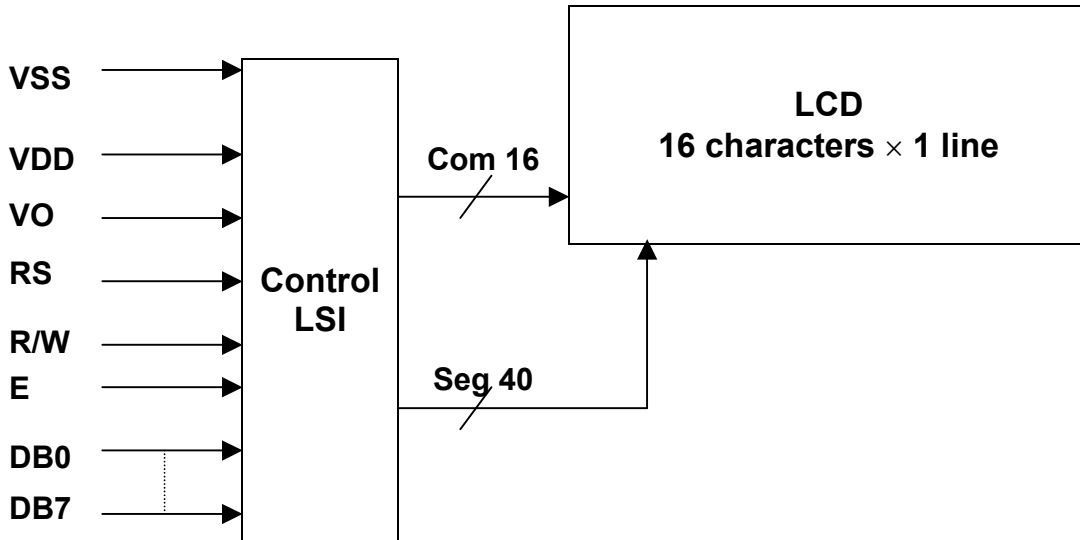 VSS
VDD
VO
RS
R/W
E
DB0
DB7
Control
LSI
Com 16
Seg 40
LCD
16 characters × 1 line